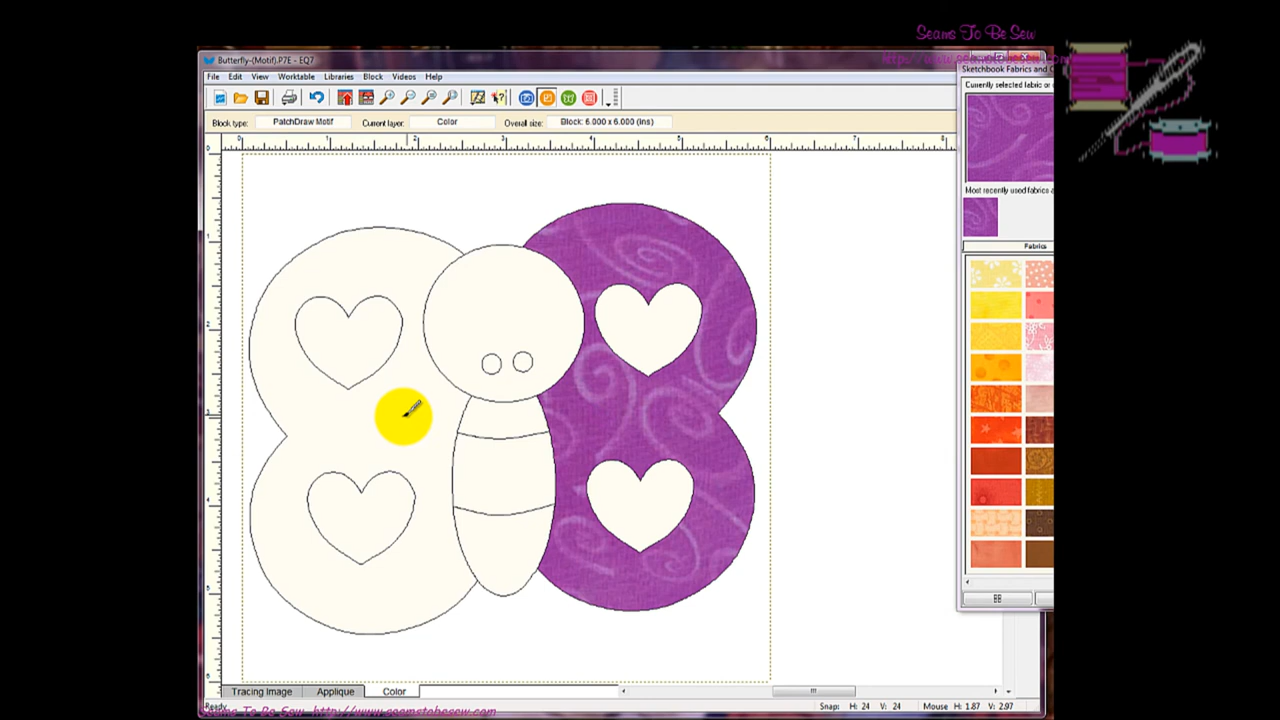 Seams To Be Sew
Butterfly-(Motif).P7E - EQ7
File Edit View Worktable Libraries Block Videos Help
Sketchbook Fabrics and
Currently selected fabric or
Block type: PatchDraw Motif Current layer: Color Overall size: Block: 6.000 x 6.000 (ins)
Most recently used fabrics a
Fabrics
Tracing Image Applique Color
Ready
Snap: H: 24 V: 24 Mouse H: 1.87 V: 2.97
Seams To Be Sew http://www.seamstobesew.com